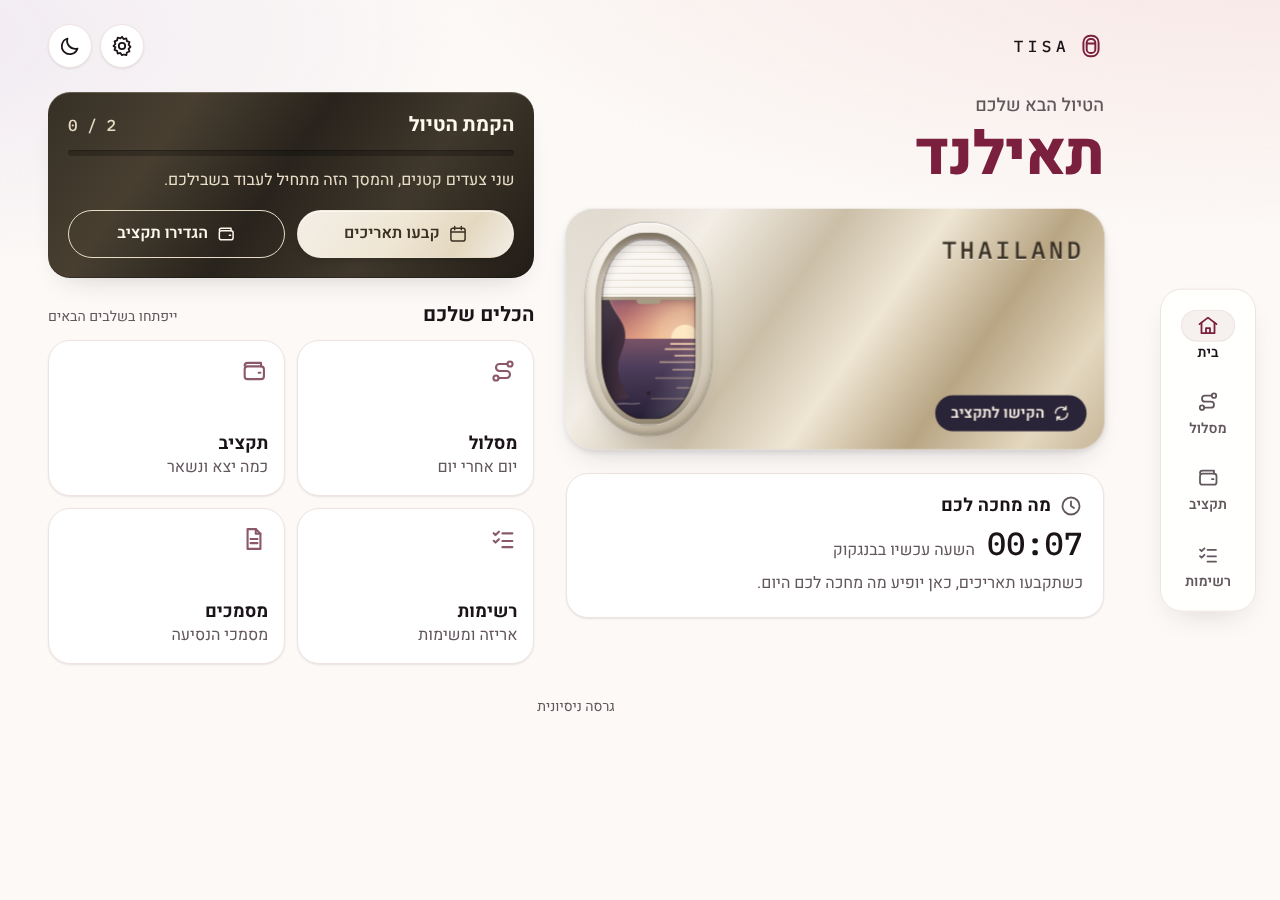 TISA
הטיול הבא שלכם
תאילנד
THAILAND
הקישו לתקציב
מה מחכה לכם
00:07 השעה עכשיו בבנגקוק
כשתקבעו תאריכים, כאן יופיע מה מחכה לכם היום.
הקמת הטיול
0 / 2
שני צעדים קטנים, והמסך הזה מתחיל לעבוד בשבילכם.
קבעו תאריכים
הגדירו תקציב
הכלים שלכם
ייפתחו בשלבים הבאים
מסלול
יום אחרי יום
תקציב
כמה יצא ונשאר
רשימות
אריזה ומשימות
מסמכים
מסמכי הנסיעה
בית
מסלול
תקציב
רשימות
גרסה ניסיונית